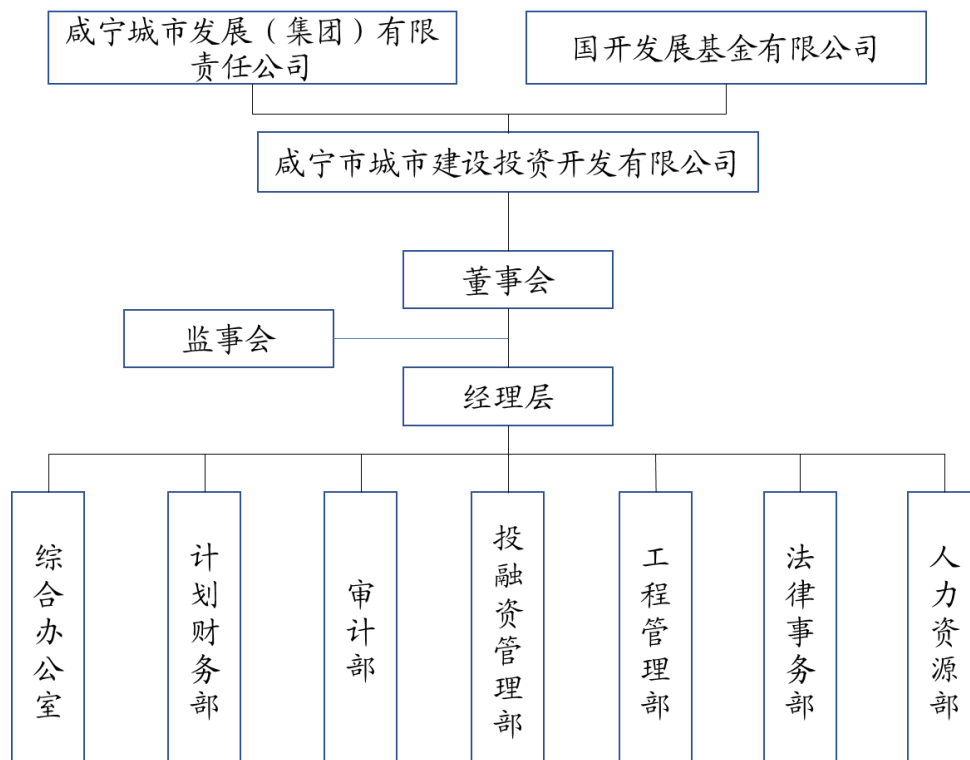 咸宁城市发展（集团）有限
责任公司
国开发展基金有限公司
咸宁市城市建设投资开发有限公司
董事会
监事会
经理层
综合办公室
计划财务部
审计部
投融资管理部
工程管理部
法律事务部
人力资源部